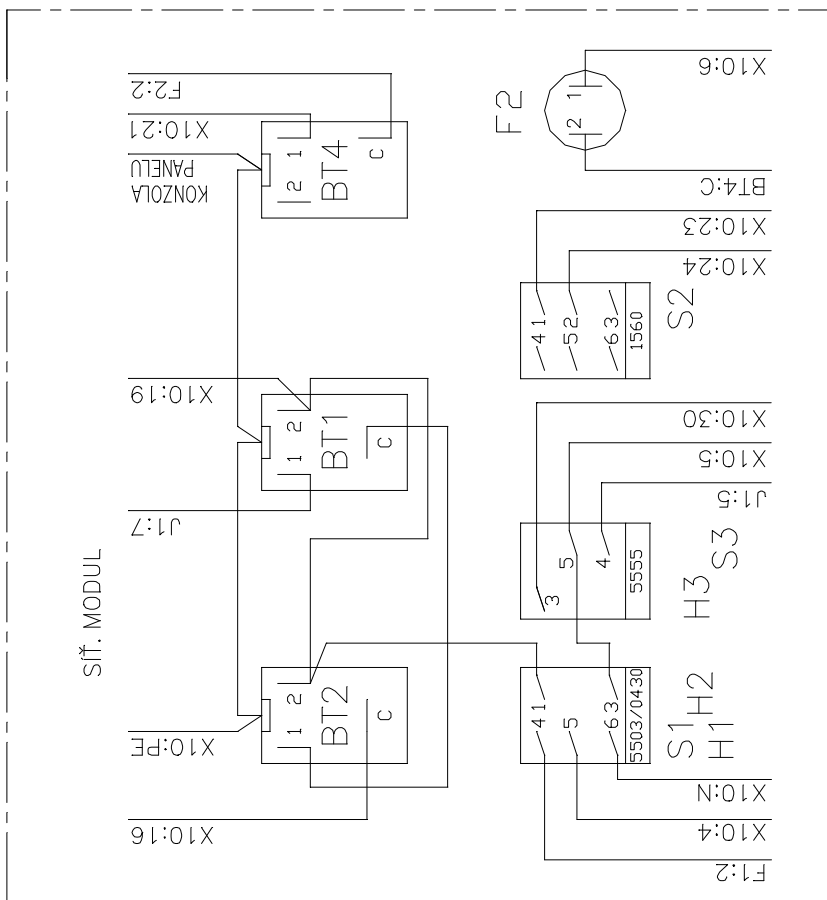 F2:2
X10:21
KONZOLA
PANELU
1
2
C
BT4
F2
1
2
X10:6
BT4:C
X10:23
X10:24
41
52
63
1560
S2
X10:19
1
2
C
BT1
J1:7
X10:30
X10:5
J1:5
3
5
4
5555
H3
S3
SÍŤ. MODUL
1
2
C
BT2
X10:PE
X10:16
41
5
63
5503/0430
S1
H2
H1
X10:N
X10:4
F1:2